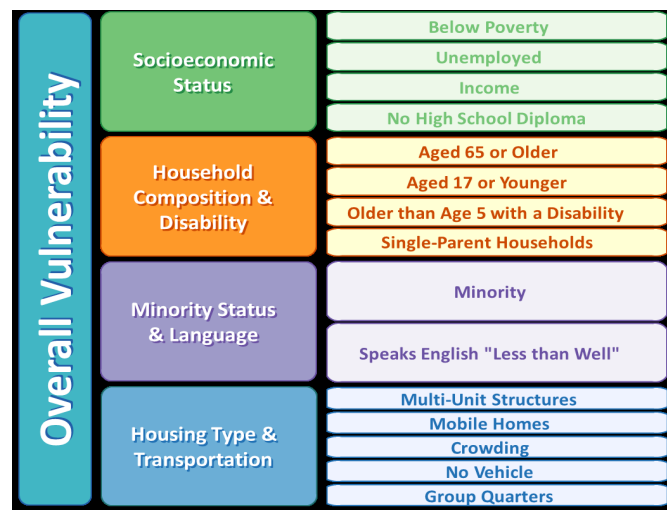 Overall Vulnerability
Socioeconomic
Status
Below Poverty
Unemployed
Income
No High School Diploma
Household
Composition &
Disability
Aged 65 or Older
Aged 17 or Younger
Older than Age 5 with a Disability
Single-Parent Households
Minority Status
& Language
Minority
Speaks English "Less than Well"
Housing Type &
Transportation
Multi-Unit Structures
Mobile Homes
Crowding
No Vehicle
Group Quarters